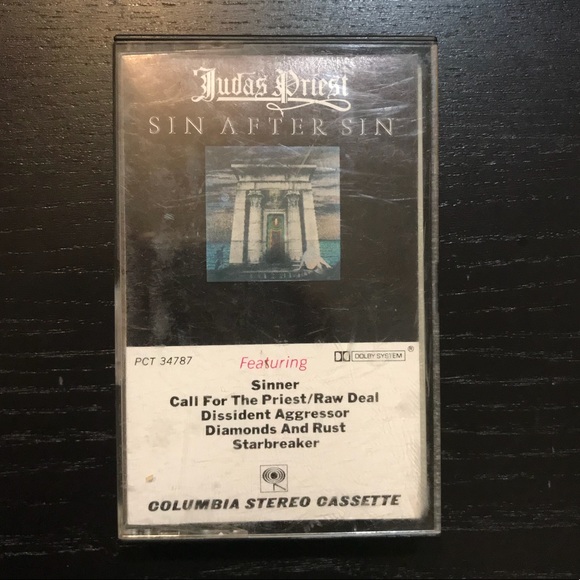 Judas Priest
SIN AFTER SIN
PCT 34787 Featuring DOLBY SYSTEM ®
Sinner
Call For The Priest/Raw Deal
Dissident Aggressor
Diamonds And Rust
Starbreaker
COLUMBIA STEREO CASSETTE